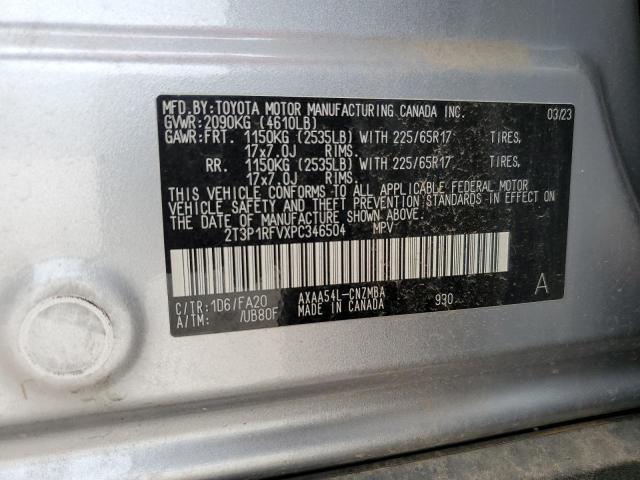 MFD.BY:TOYOTA MOTOR MANUFACTURING CANADA INC. 03/23
GVWR:2090KG (4610LB)
GAWR:FRT. 1150KG (2535LB) WITH 225/65R17 TIRES,
17x7.0J RIMS
RR. 1150KG (2535LB) WITH 225/65R17 TIRES,
17x7.0J RIMS
THIS VEHICLE CONFORMS TO ALL APPLICABLE FEDERAL MOTOR
VEHICLE SAFETY AND THEFT PREVENTION STANDARDS IN EFFECT ON
THE DATE OF MANUFACTURE SHOWN ABOVE.
2T3P1RFVXPC346504 MPV
C/TR:1D6/FA20 AXAA54L-CNZMBA 930 A
A/TM: /UB80F MADE IN CANADA